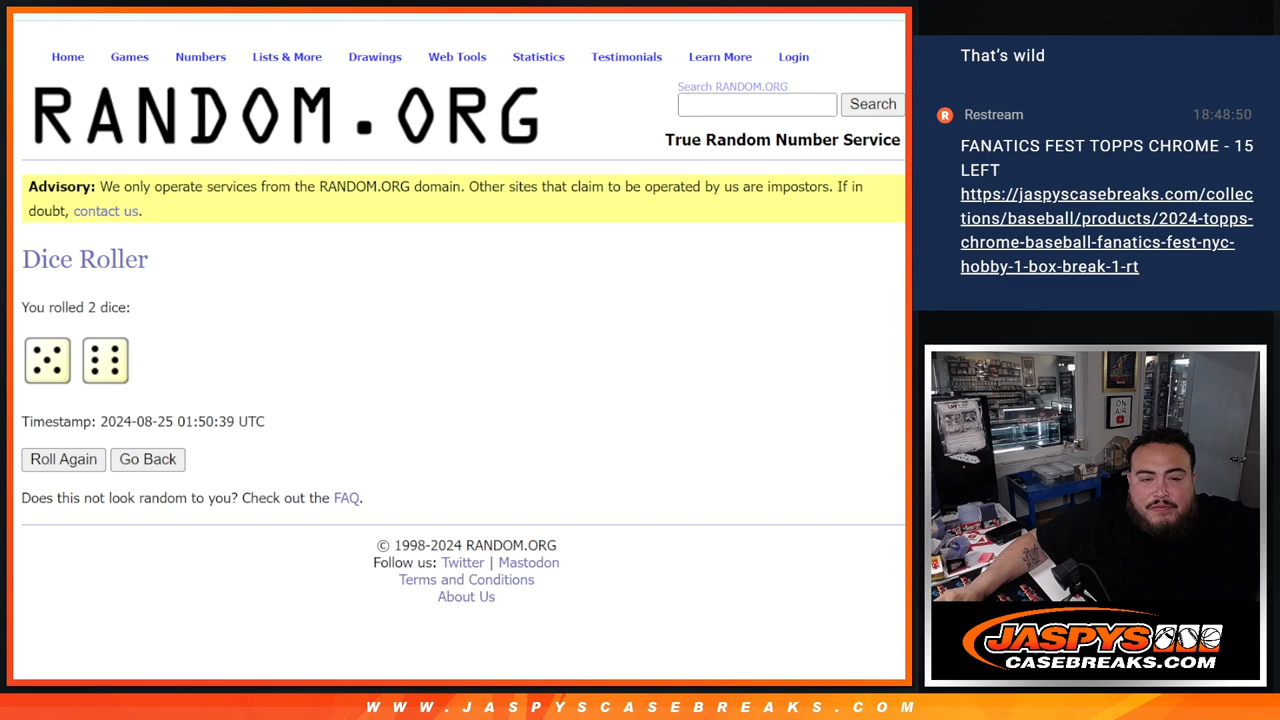 Home Games Numbers Lists & More Drawings Web Tools Statistics Testimonials Learn More Login
RANDOM.ORG
Search RANDOM.ORG
Search
True Random Number Service
Advisory: We only operate services from the RANDOM.ORG domain. Other sites that claim to be operated by us are impostors. If in
doubt, contact us.
Dice Roller
You rolled 2 dice:
Timestamp: 2024-08-25 01:50:39 UTC
Roll Again Go Back
Does this not look random to you? Check out the FAQ.
© 1998-2024 RANDOM.ORG
Follow us: Twitter | Mastodon
Terms and Conditions
About Us
That's wild
R Restream 18:48:50
FANATICS FEST TOPPS CHROME - 15
LEFT
https://jaspyscasebreaks.com/collec
tions/baseball/products/2024-topps-
chrome-baseball-fanatics-fest-nyc-
hobby-1-box-break-1-rt
ON
AIR
JASPYS
CASEBREAKS.COM
WWW.JASPYSCASEBREAKS.COM